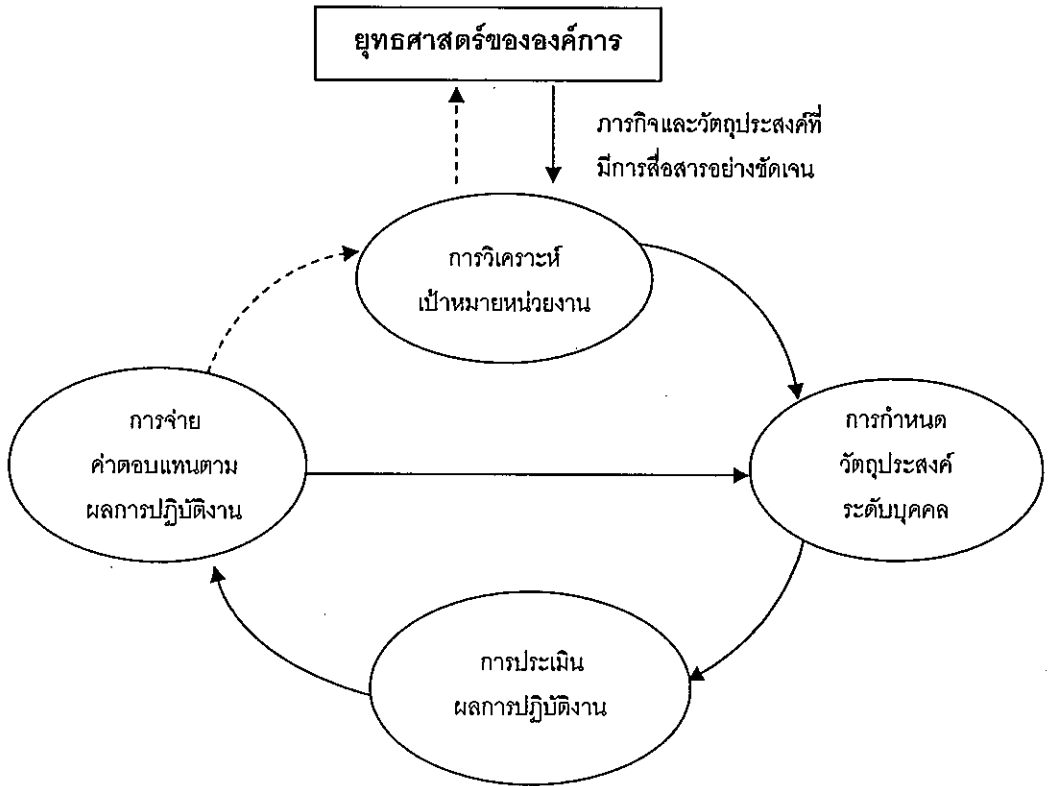 ยุทธศาสตร์ขององค์การ
ภารกิจและวัตถุประสงค์ที่
มีการสื่อสารอย่างชัดเจน
การวิเคราะห์
เป้าหมายหน่วยงาน
การจ่าย
ค่าตอบแทนตาม
ผลการปฏิบัติงาน
การกำหนด
วัตถุประสงค์
ระดับบุคคล
การประเมิน
ผลการปฏิบัติงาน